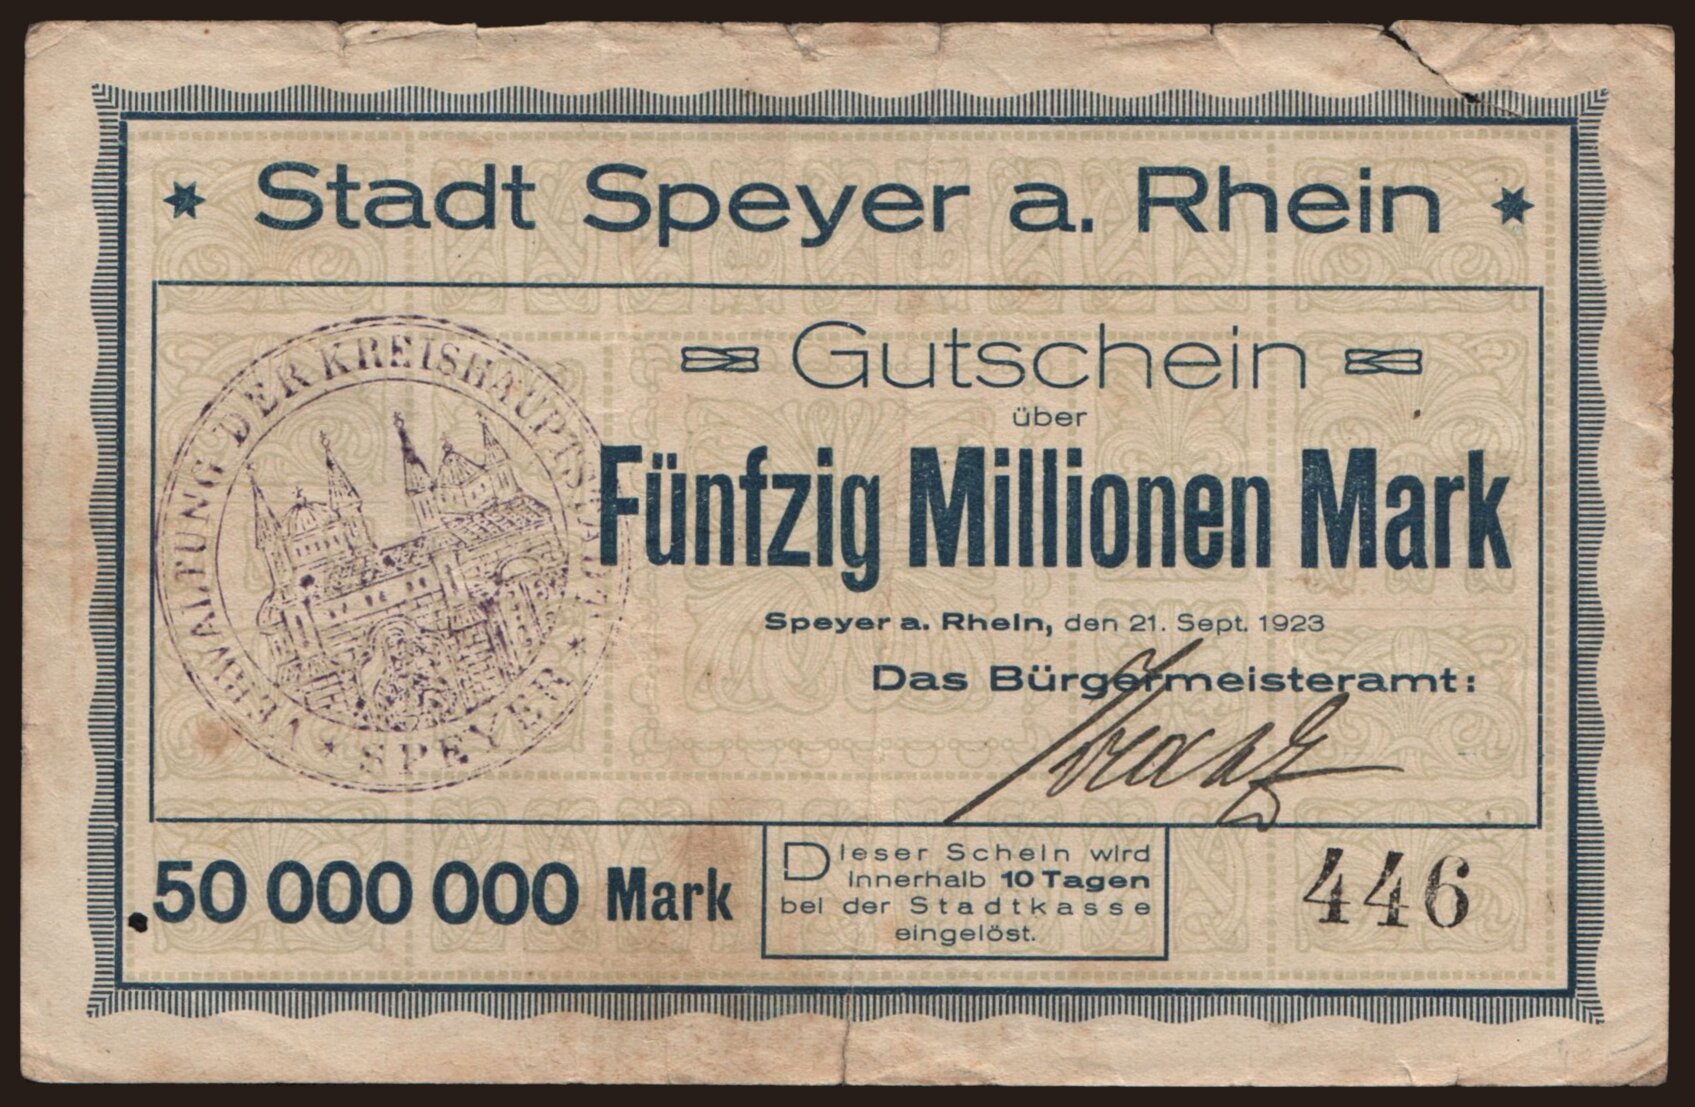 Stadt Speyer a. Rhein
Gutschein
über
Fünfzig Millionen Mark
Speyer a. Rhein, den 21. Sept. 1923
Das Bürgermeisteramt:
VERWALTUNG DER KREISHAUPTSTADT
SPEYER
50 000 000 Mark
Dieser Schein wird
innerhalb 10 Tagen
bei der Stadtkasse
eingelöst.
446